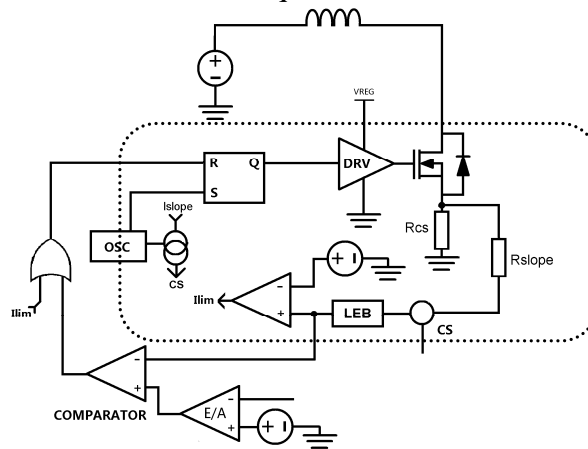 VREG
R
Q
DRV
S
Islope
Rcs
OSC
Rslope
CS
-
Ilim
+
LEB
Ilim
CS
-
+
COMPARATOR
E/A
-
+